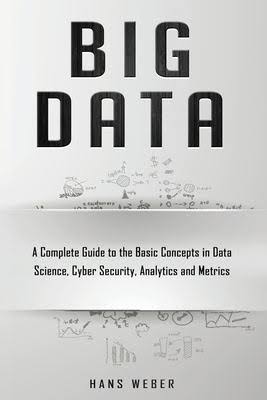 BIG
DATA
A Complete Guide to the Basic Concepts in Data
Science, Cyber Security, Analytics and Metrics
HANS WEBER